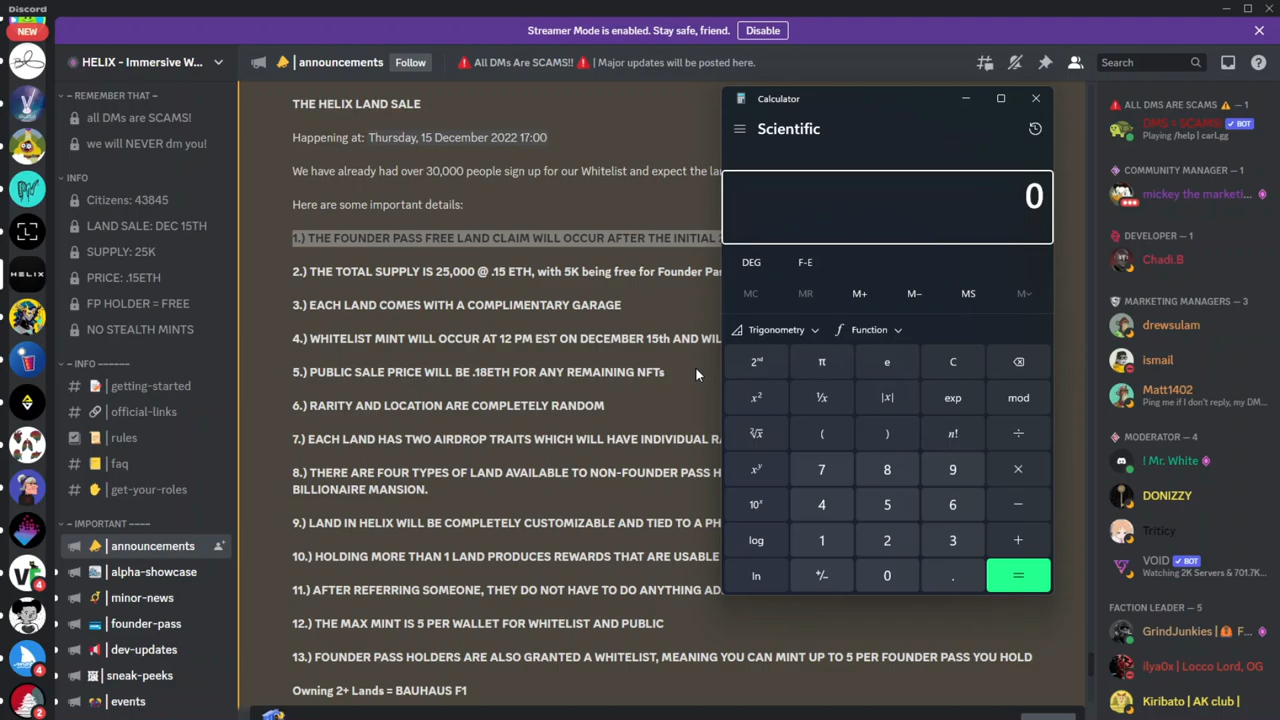 Discord
Streamer Mode is enabled. Stay safe, friend.
Disable
NEW
HELIX - Immersive W...
announcements
Follow
All DMs Are SCAMS!! | Major updates will be posted here.
Search
– REMEMBER THAT –
all DMs are SCAMS!
we will NEVER dm you!
INFO
Citizens: 43845
LAND SALE: DEC 15TH
SUPPLY: 25K
PRICE: .15ETH
FP HOLDER = FREE
NO STEALTH MINTS
– INFO ––––
getting-started
official-links
rules
faq
get-your-roles
– IMPORTANT ––––
announcements
alpha-showcase
minor-news
founder-pass
dev-updates
sneak-peeks
events
HELIX
4
4
2
THE HELIX LAND SALE
Happening at: Thursday, 15 December 2022 17:00
We have already had over 30,000 people sign up for our Whitelist and expect the
Here are some important details:
1.) THE FOUNDER PASS FREE LAND CLAIM WILL OCCUR AFTER THE INITIAL
2.) THE TOTAL SUPPLY IS 25,000 @ .15 ETH, with 5K being free for Founder
3.) EACH LAND COMES WITH A COMPLIMENTARY GARAGE
4.) WHITELIST MINT WILL OCCUR AT 12 PM EST ON DECEMBER 15th AND
5.) PUBLIC SALE PRICE WILL BE .18ETH FOR ANY REMAINING NFTs
6.) RARITY AND LOCATION ARE COMPLETELY RANDOM
7.) EACH LAND HAS TWO AIRDROP TRAITS WHICH WILL HAVE INDIVIDUAL
8.) THERE ARE FOUR TYPES OF LAND AVAILABLE TO NON-FOUNDER PASS
BILLIONAIRE MANSION.
9.) LAND IN HELIX WILL BE COMPLETELY CUSTOMIZABLE AND TIED TO A
10.) HOLDING MORE THAN 1 LAND PRODUCES REWARDS THAT ARE USABLE
11.) AFTER REFERRING SOMEONE, THEY DO NOT HAVE TO DO ANYTHING
12.) THE MAX MINT IS 5 PER WALLET FOR WHITELIST AND PUBLIC
13.) FOUNDER PASS HOLDERS ARE ALSO GRANTED A WHITELIST, MEANING YOU CAN MINT UP TO 5 PER FOUNDER PASS YOU HOLD
Owning 2+ Lands = BAUHAUS F1
Calculator
Scientific
0
DEG F-E
MC MR M+ M− MS M
Trigonometry Function
2nd π e C
x² ¹/x |x| exp mod
²√x ( ) n! ÷
xʸ 7 8 9 ×
10ˣ 4 5 6 −
log 1 2 3 +
ln +/− 0 . =
ALL DMS ARE SCAMS — 1
DMS = SCAMS! BOT
Playing /help | carl.gg
COMMUNITY MANAGER — 1
mickey the marketi...
DEVELOPER — 1
Chadi.B
MARKETING MANAGERS — 3
drewsulam
ismail
Matt1402
Ping me if I don't reply, my DM...
MODERATOR — 4
! Mr. White
DONIZZY
Triticy
VOID BOT
Watching 2K Servers & 701.7K...
FACTION LEADER — 5
GrindJunkies | F...
ilya0x | Locco Lord, OG
Kiribato | AK club |